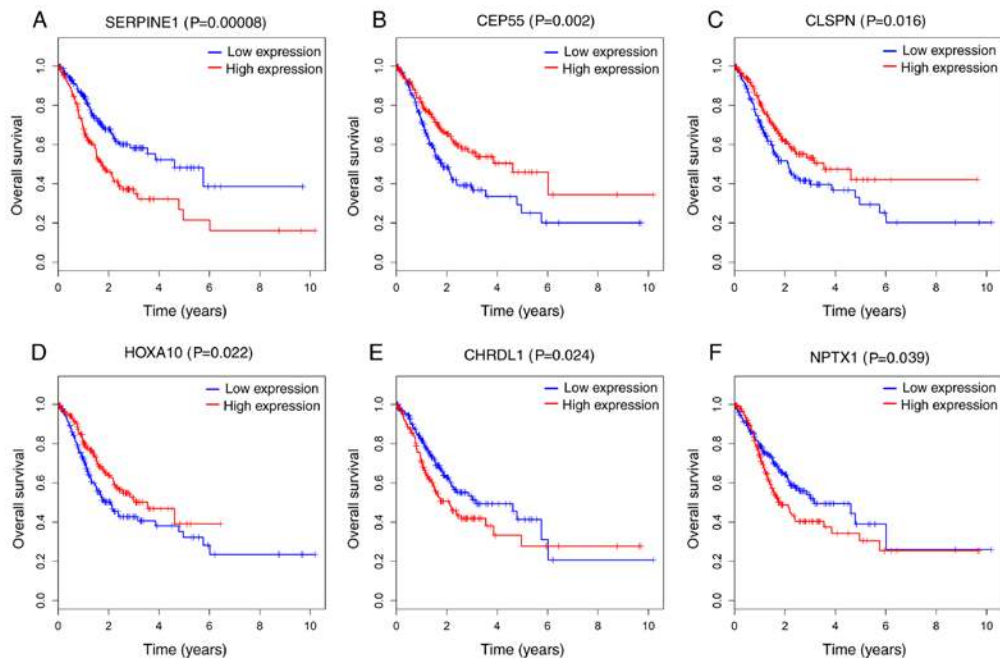 A
SERPINE1 (P=0.00008)
Low expression
High expression
Overall survival
1.0
0.8
0.6
0.4
0.2
0.0
0 2 4 6 8 10
Time (years)
B
CEP55 (P=0.002)
Low expression
High expression
Overall survival
1.0
0.8
0.6
0.4
0.2
0.0
0 2 4 6 8 10
Time (years)
C
CLSPN (P=0.016)
Low expression
High expression
Overall survival
1.0
0.8
0.6
0.4
0.2
0.0
0 2 4 6 8 10
Time (years)
D
HOXA10 (P=0.022)
Low expression
High expression
Overall survival
1.0
0.8
0.6
0.4
0.2
0.0
0 2 4 6 8 10
Time (years)
E
CHRDL1 (P=0.024)
Low expression
High expression
Overall survival
1.0
0.8
0.6
0.4
0.2
0.0
0 2 4 6 8 10
Time (years)
F
NPTX1 (P=0.039)
Low expression
High expression
Overall survival
1.0
0.8
0.6
0.4
0.2
0.0
0 2 4 6 8 10
Time (years)